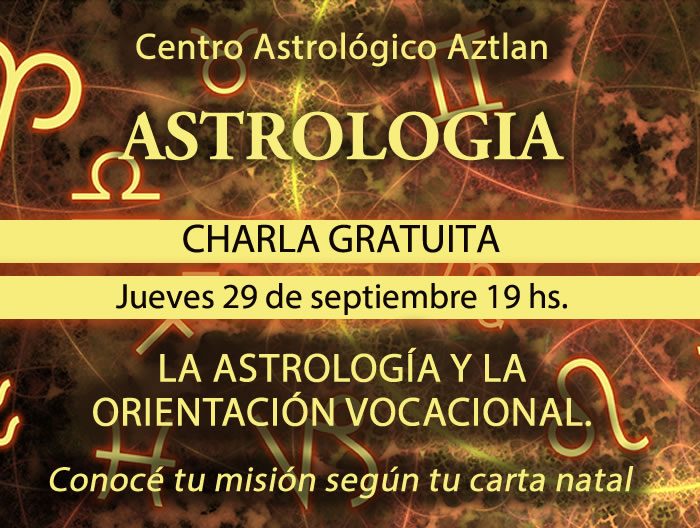 Centro Astrológico Aztlan
ASTROLOGIA
CHARLA GRATUITA
Jueves 29 de septiembre 19 hs.
LA ASTROLOGÍA Y LA
ORIENTACIÓN VOCACIONAL.
Conocé tu misión según tu carta natal